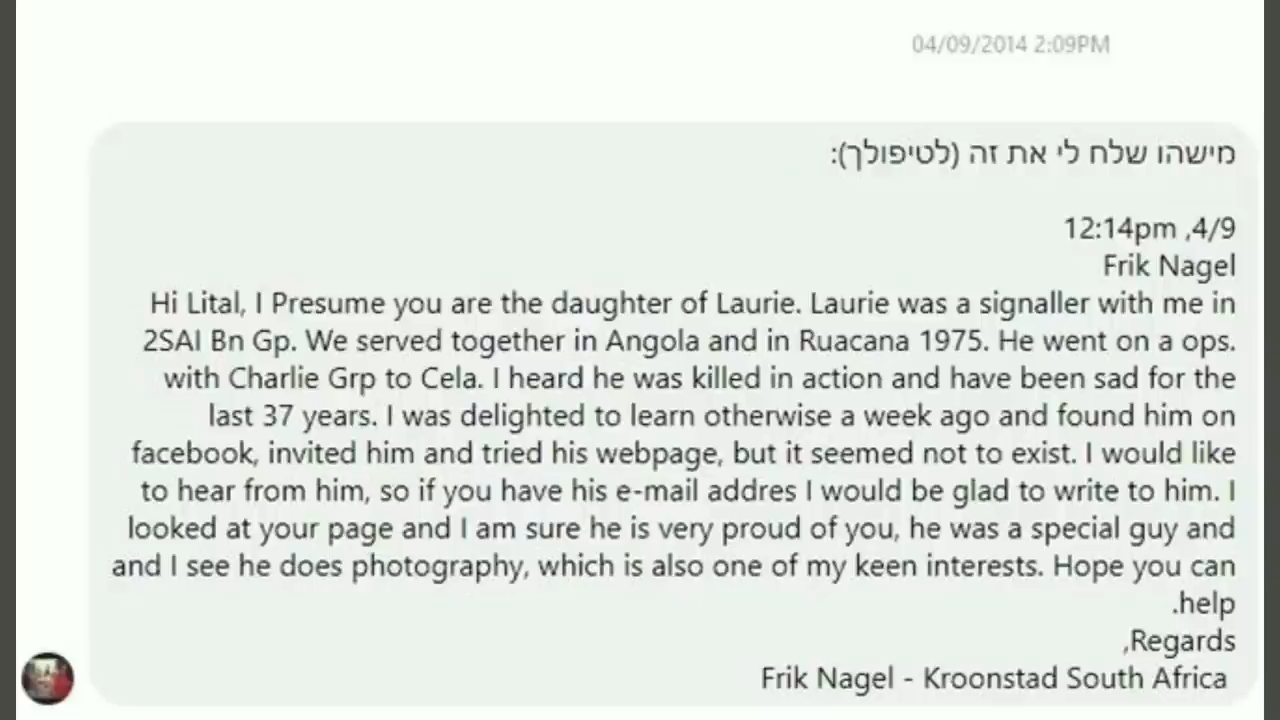 04/09/2014 2:09PM
מישהו שלח לי את זה (לטיפולך):
4/9, 12:14pm
Frik Nagel
Hi Lital, I Presume you are the daughter of Laurie. Laurie was a signaller with me in
2SAI Bn Gp. We served together in Angola and in Ruacana 1975. He went on a ops.
with Charlie Grp to Cela. I heard he was killed in action and have been sad for the
last 37 years. I was delighted to learn otherwise a week ago and found him on
facebook, invited him and tried his webpage, but it seemed not to exist. I would like
to hear from him, so if you have his e-mail addres I would be glad to write to him. I
looked at your page and I am sure he is very proud of you, he was a special guy and
and I see he does photography, which is also one of my keen interests. Hope you can
help.
Regards,
Frik Nagel - Kroonstad South Africa